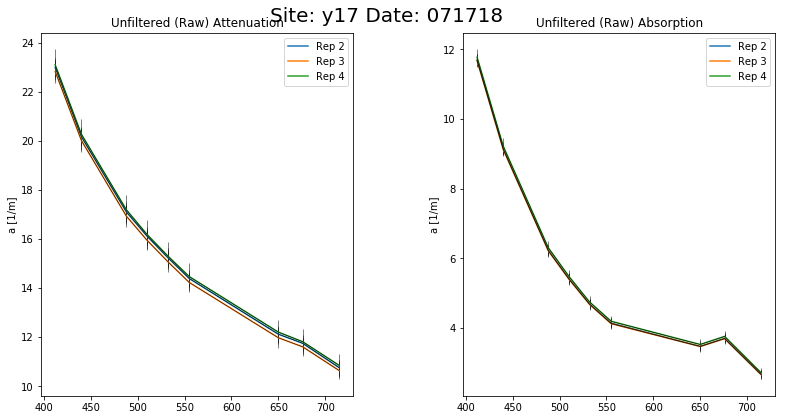 Site: y17 Date: 071718
Unfiltered (Raw) Attenuation
24
22
20
18
16
14
12
10
a [1/m]
400 450 500 550 600 650 700
Rep 2
Rep 3
Rep 4
Unfiltered (Raw) Absorption
12
10
8
6
4
a [1/m]
400 450 500 550 600 650 700
Rep 2
Rep 3
Rep 4